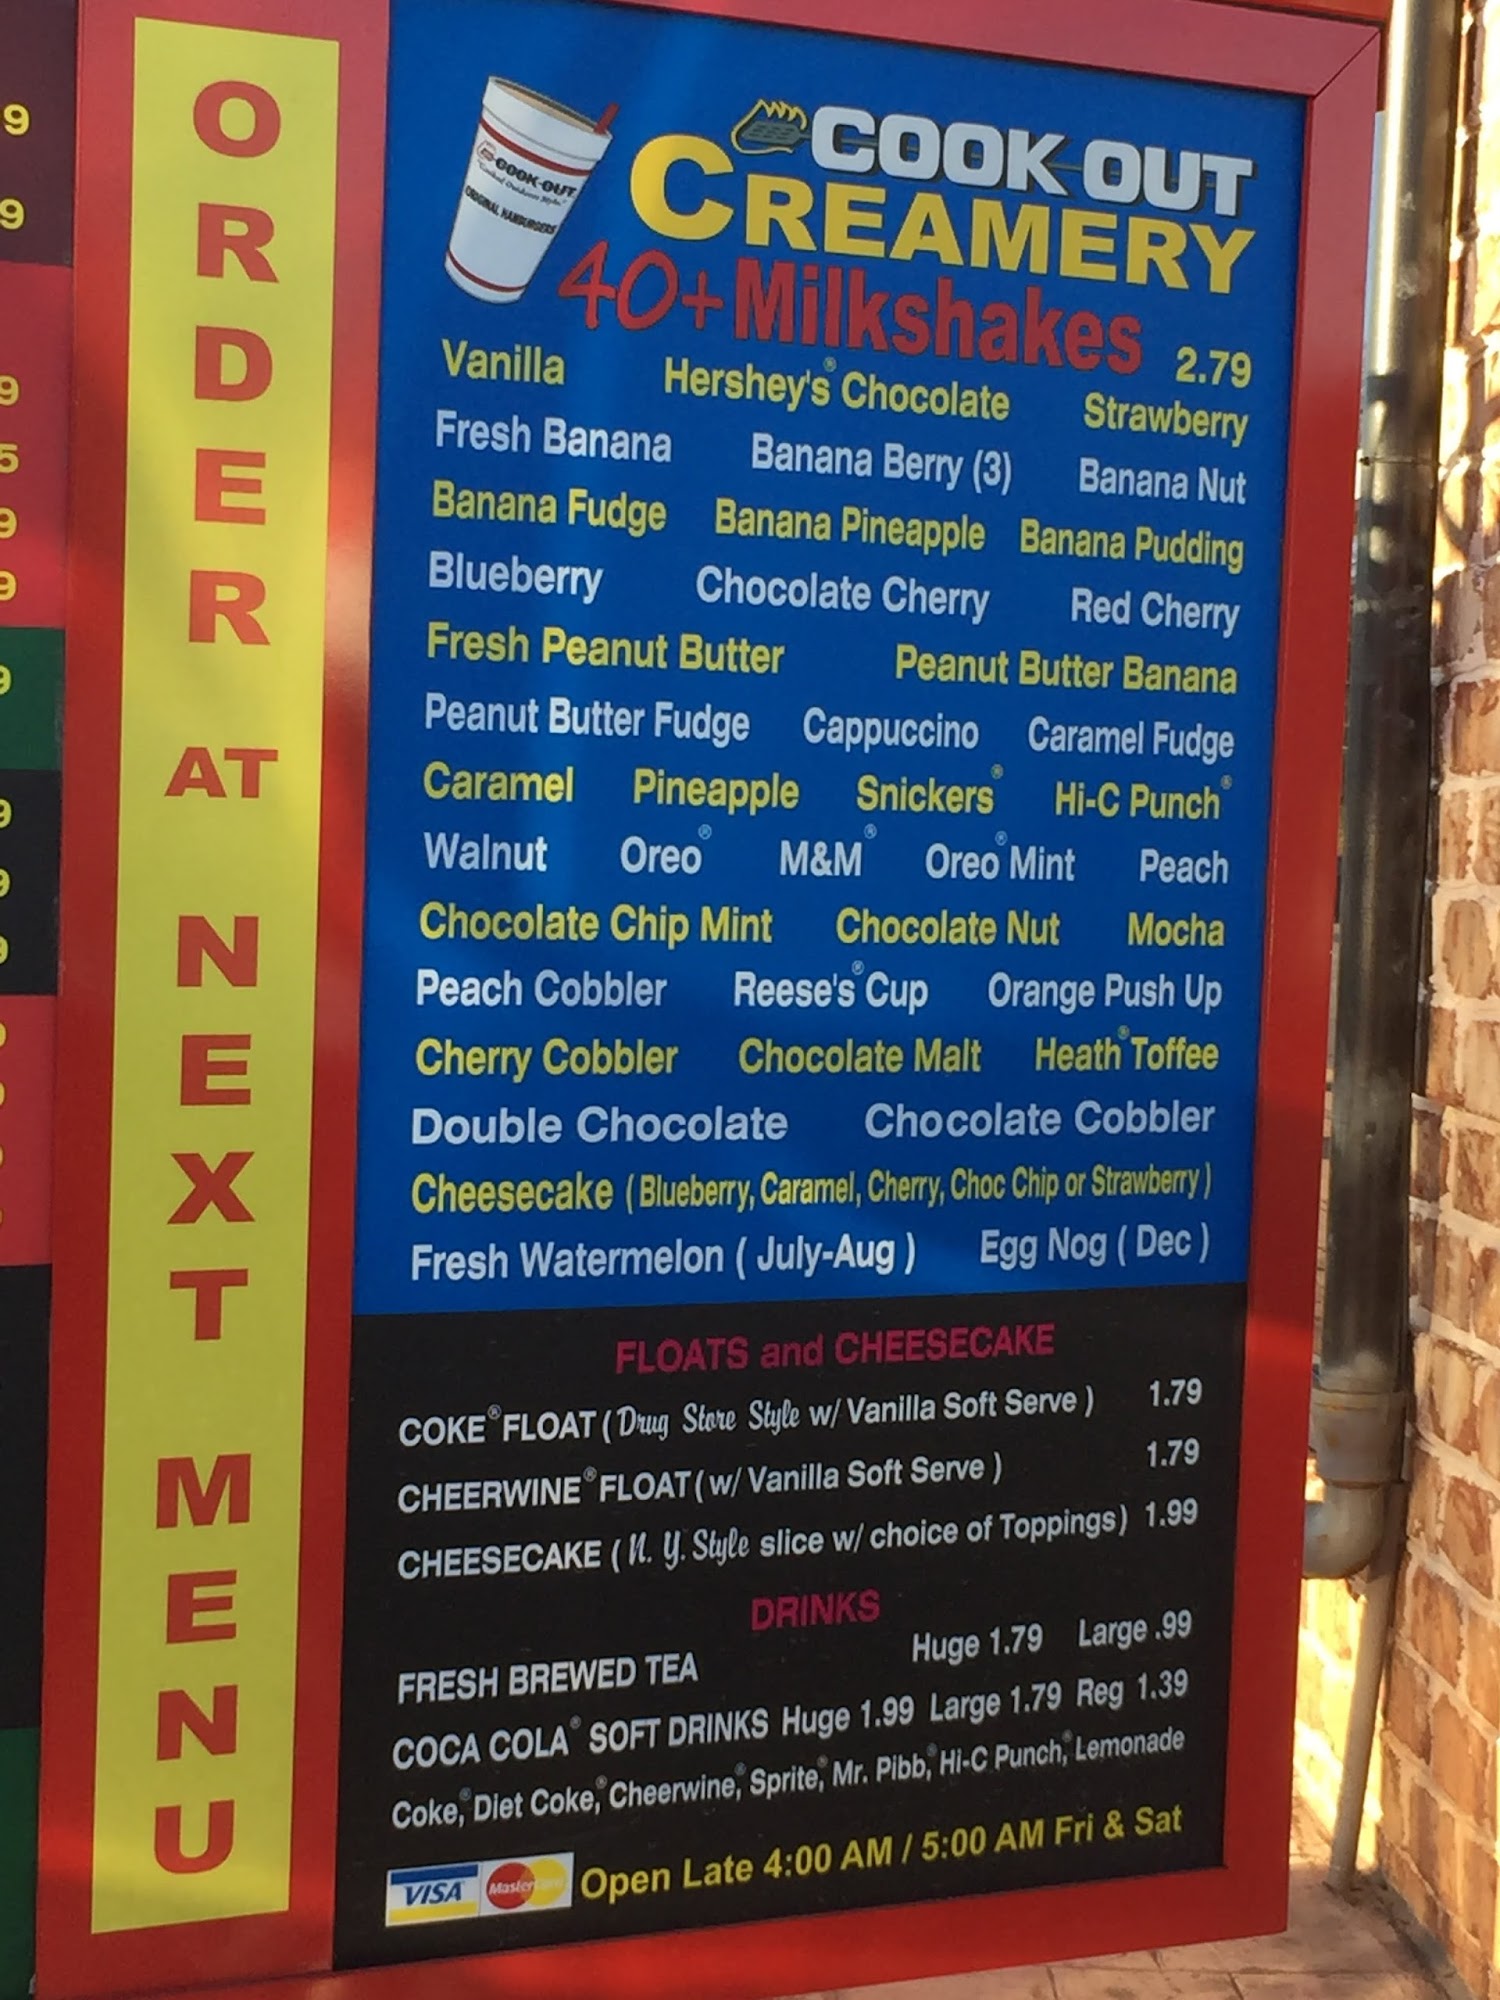 ORDER AT NEXT MENU
COOK-OUT
"Cooked Outdoors Style."
ORIGINAL HAMBURGERS
COOK OUT
CREAMERY
40+ Milkshakes 2.79
Vanilla Hershey's® Chocolate Strawberry
Fresh Banana Banana Berry (3) Banana Nut
Banana Fudge Banana Pineapple Banana Pudding
Blueberry Chocolate Cherry Red Cherry
Fresh Peanut Butter Peanut Butter Banana
Peanut Butter Fudge Cappuccino Caramel Fudge
Caramel Pineapple Snickers® Hi-C Punch®
Walnut Oreo® M&M® Oreo® Mint Peach
Chocolate Chip Mint Chocolate Nut Mocha
Peach Cobbler Reese's® Cup Orange Push Up
Cherry Cobbler Chocolate Malt Heath® Toffee
Double Chocolate Chocolate Cobbler
Cheesecake ( Blueberry, Caramel, Cherry, Choc Chip or Strawberry )
Fresh Watermelon ( July-Aug ) Egg Nog ( Dec )
FLOATS and CHEESECAKE
COKE® FLOAT ( Drug Store Style w/ Vanilla Soft Serve ) 1.79
CHEERWINE® FLOAT ( w/ Vanilla Soft Serve ) 1.79
CHEESECAKE ( N. Y. Style slice w/ choice of Toppings) 1.99
DRINKS
FRESH BREWED TEA Huge 1.79 Large .99
COCA COLA® SOFT DRINKS Huge 1.99 Large 1.79 Reg 1.39
Coke,® Diet Coke,® Cheerwine,® Sprite,® Mr. Pibb,® Hi-C Punch,® Lemonade
VISA MasterCard Open Late 4:00 AM / 5:00 AM Fri & Sat